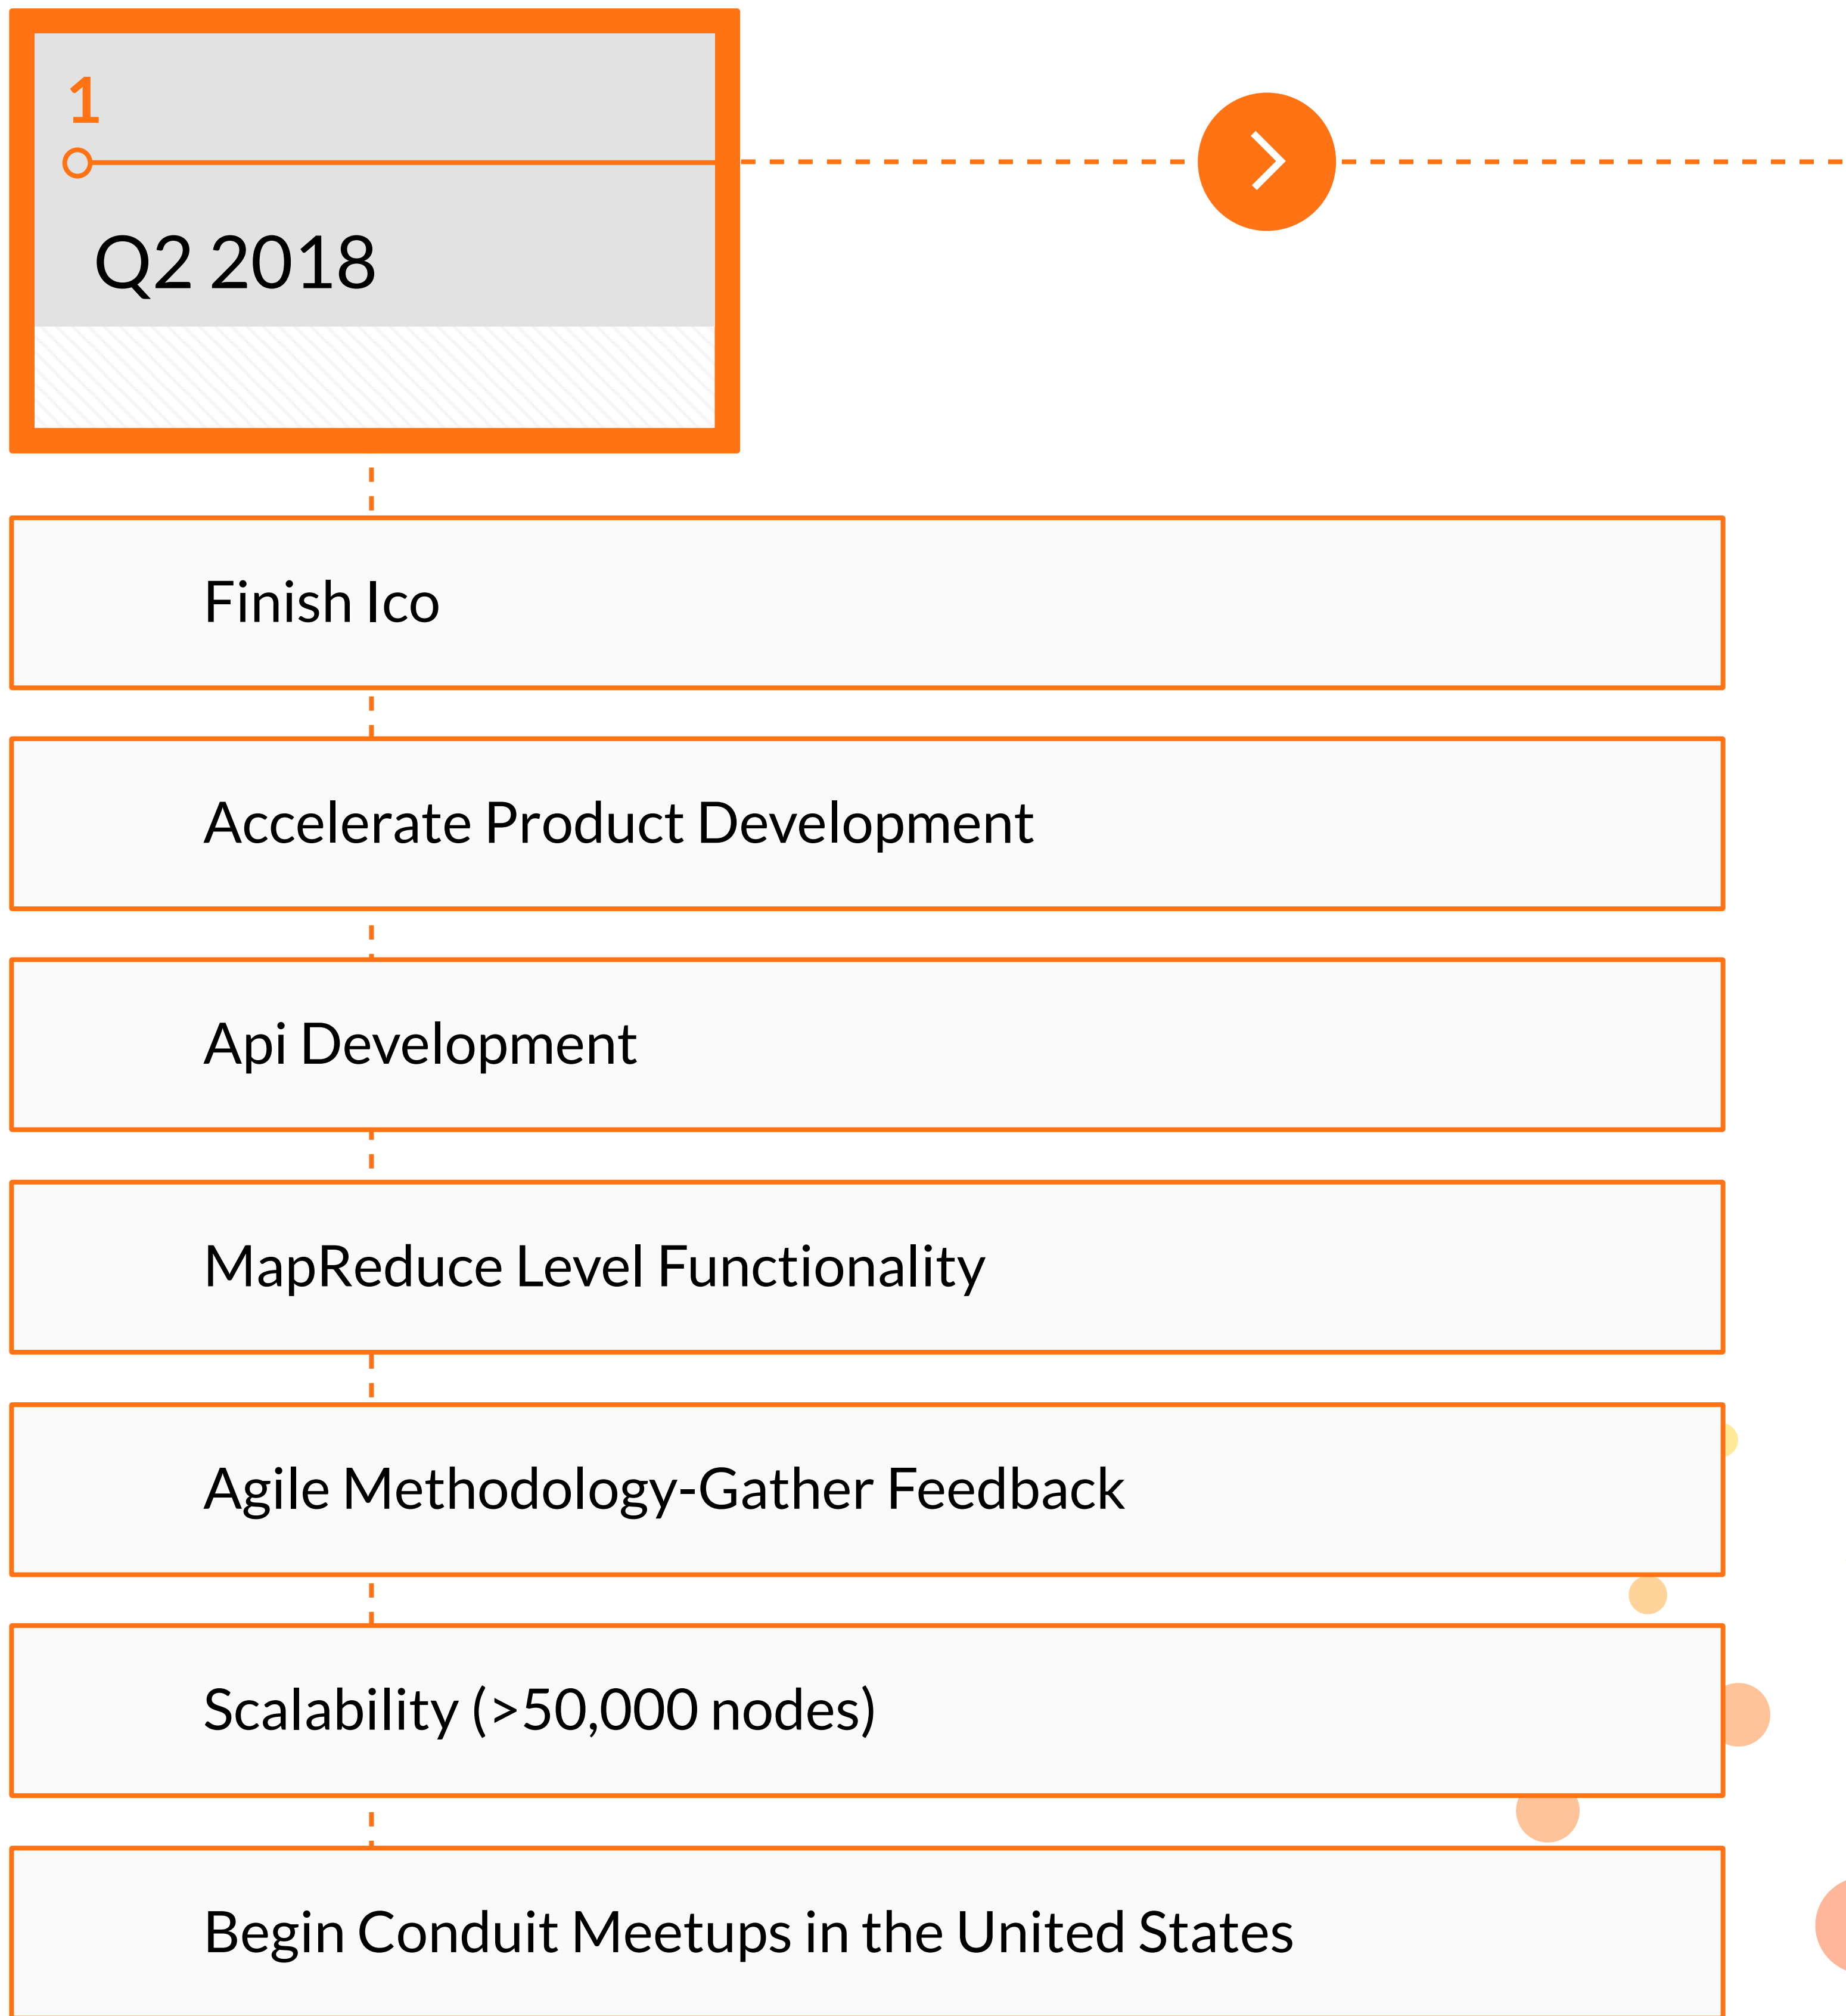 1
Q2 2018
Finish Ico
Accelerate Product Development
Api Development
MapReduce Level Functionality
Agile Methodology-Gather Feedback
Scalability (>50,000 nodes)
Begin Conduit Meetups in the United States